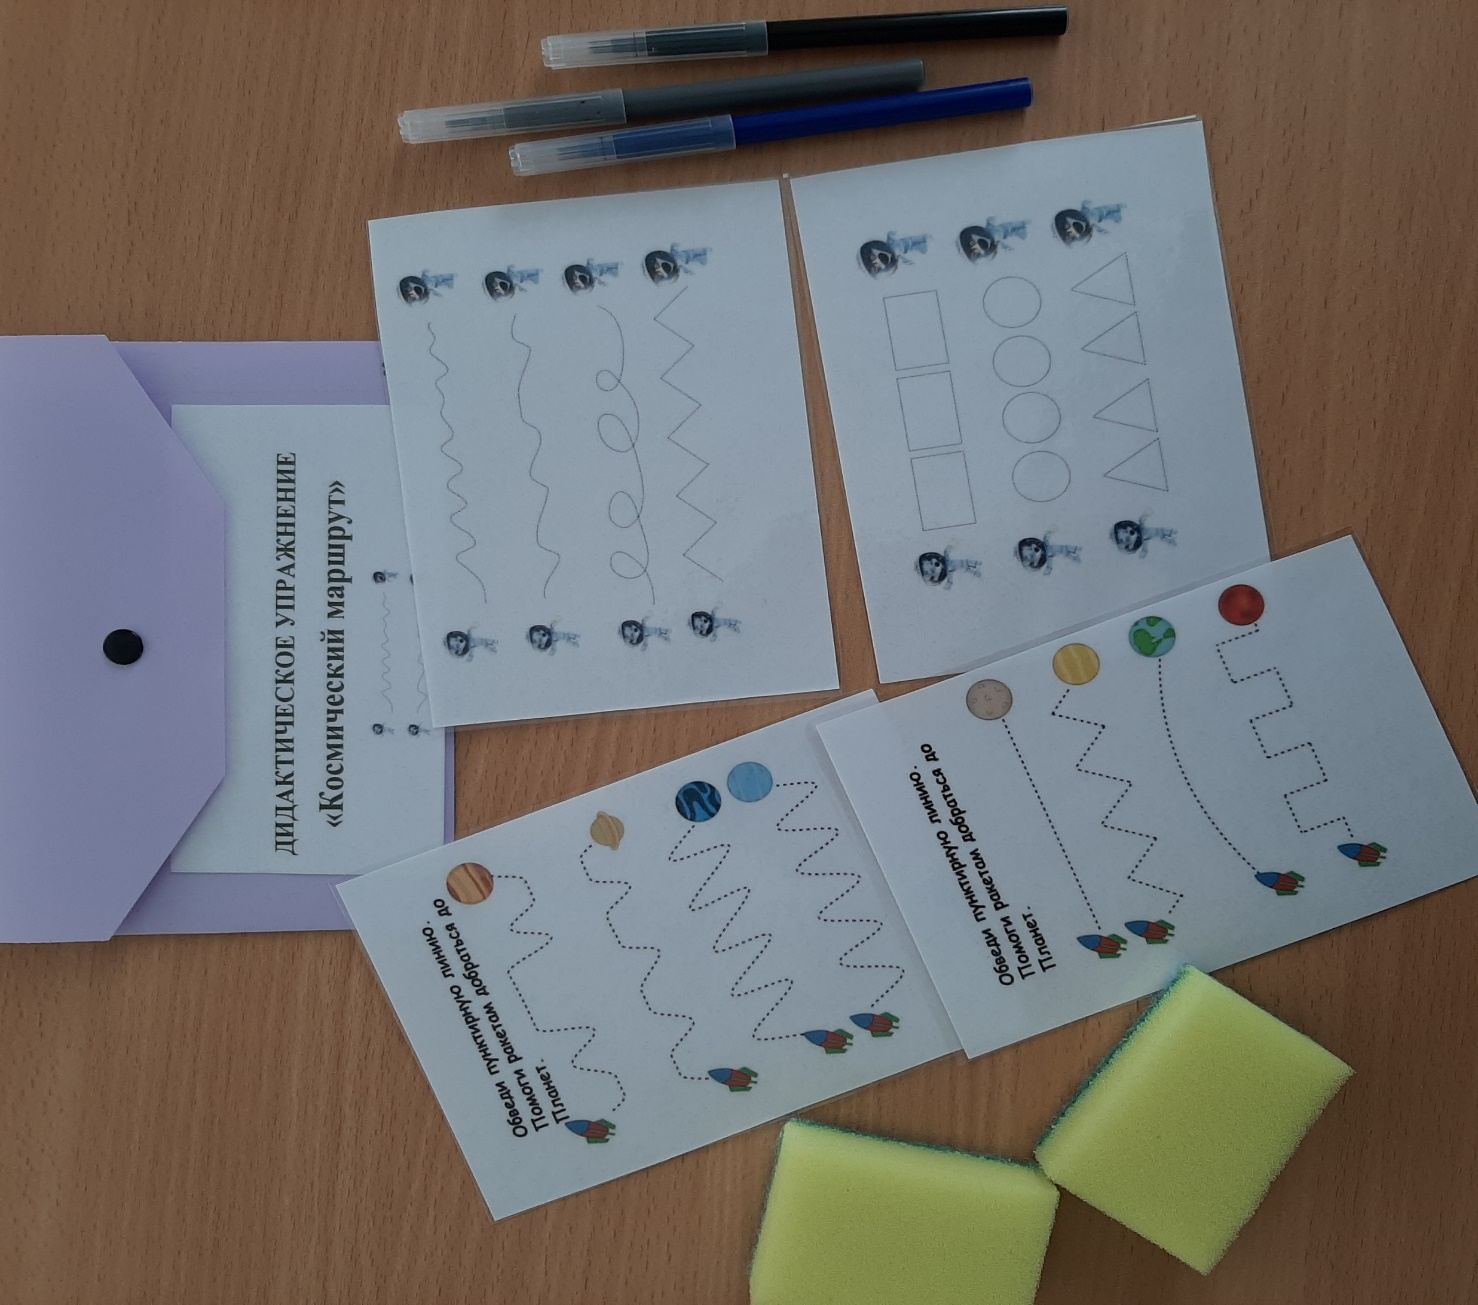 ДИДАКТИЧЕСКОЕ УПРАЖНЕНИЕ
«Космический маршрут»
Обведи пунктирную линию.
Помоги ракетам добраться до
Планет.
Обведи пунктирную линию.
Помоги ракетам добраться до
Планет.